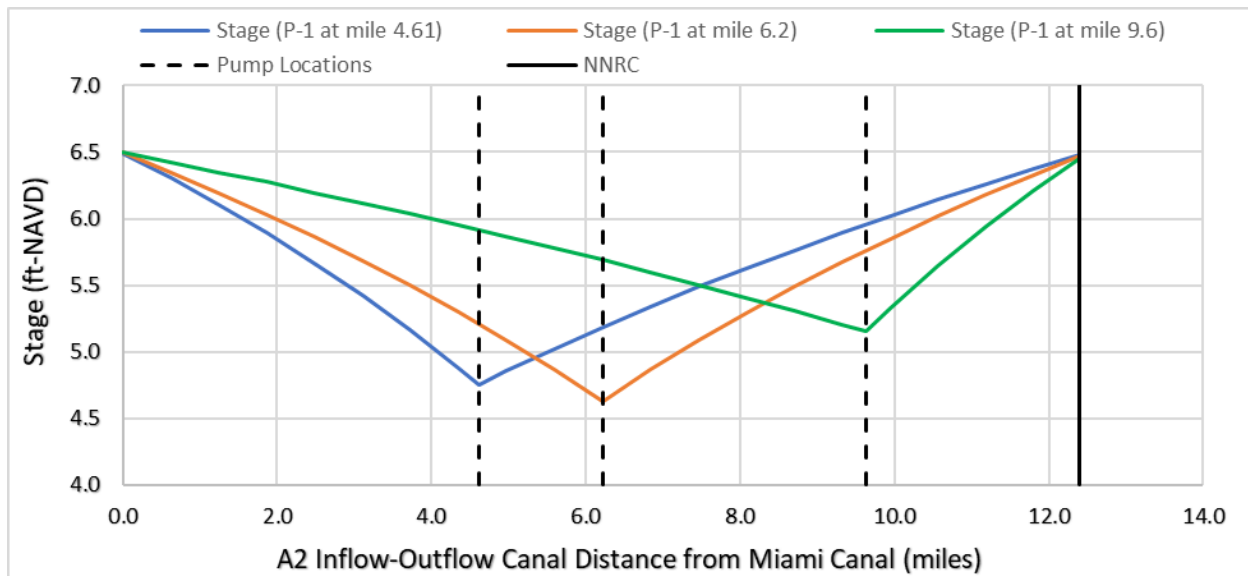 Stage (P-1 at mile 4.61) Stage (P-1 at mile 6.2) Stage (P-1 at mile 9.6)
Pump Locations NNRC
7.0
6.5
6.0
5.5
5.0
4.5
4.0
Stage (ft-NAVD)
0.0 2.0 4.0 6.0 8.0 10.0 12.0 14.0
A2 Inflow-Outflow Canal Distance from Miami Canal (miles)